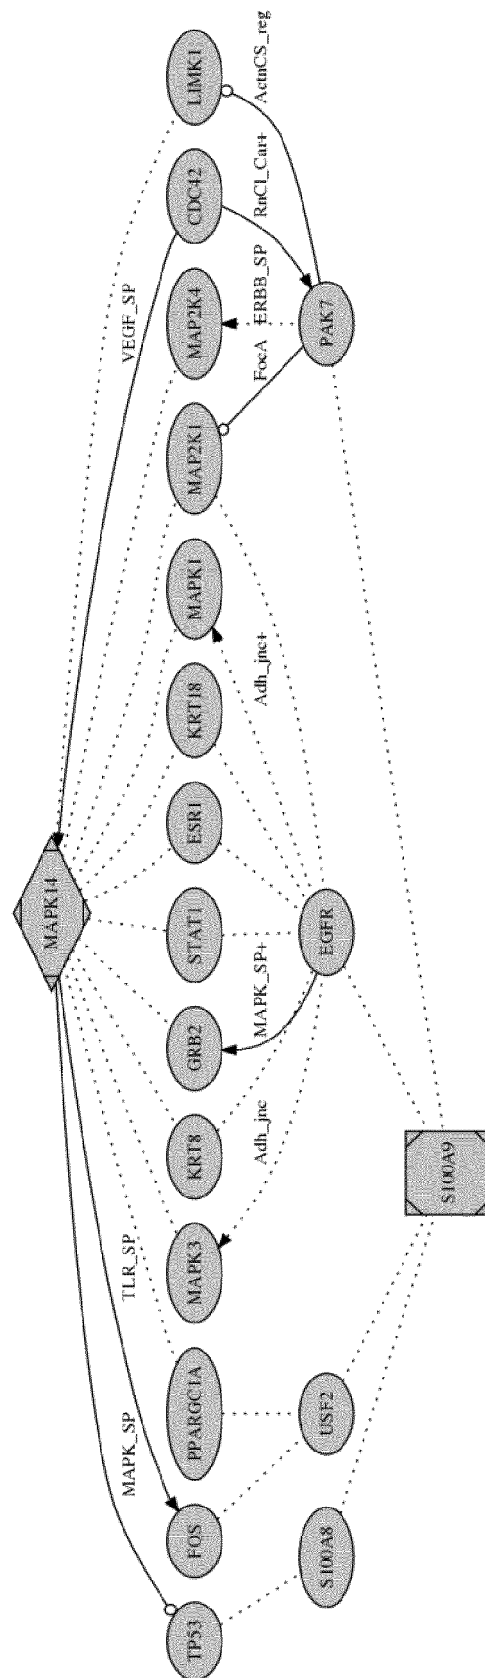 MAPK14
MAPK_SP
TLR_SP
VEGF_SP
TP53
FOS
PPARGC1A
MAPK3
KRT8
GRB2
STAT1
ESR1
KRT18
MAPK1
MAP2K1
MAP2K4
CDC42
LIMK1
Adh_jnc
MAPK_SP+
Adh_jnc+
FocA
ERBB_SP
RnCl_Car+
ActnCS_reg
S100A8
USF2
EGFR
PAK7
S100A9